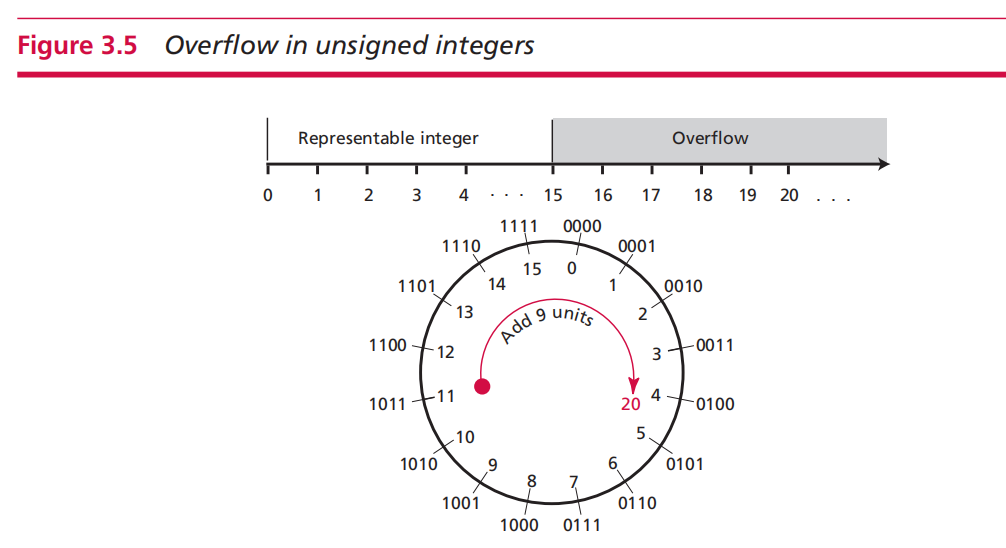 Figure 3.5 Overflow in unsigned integers
Representable integer Overflow
0 1 2 3 4 . . . 15 16 17 18 19 20 . . .
1111 0000
1110 0001
15 0
14 1
1101 0010
13 2
Add 9 units
1100 12 3 0011
1011 11 20 4 0100
10 5
1010 0101
9 6
8 7
1001 0110
1000 0111